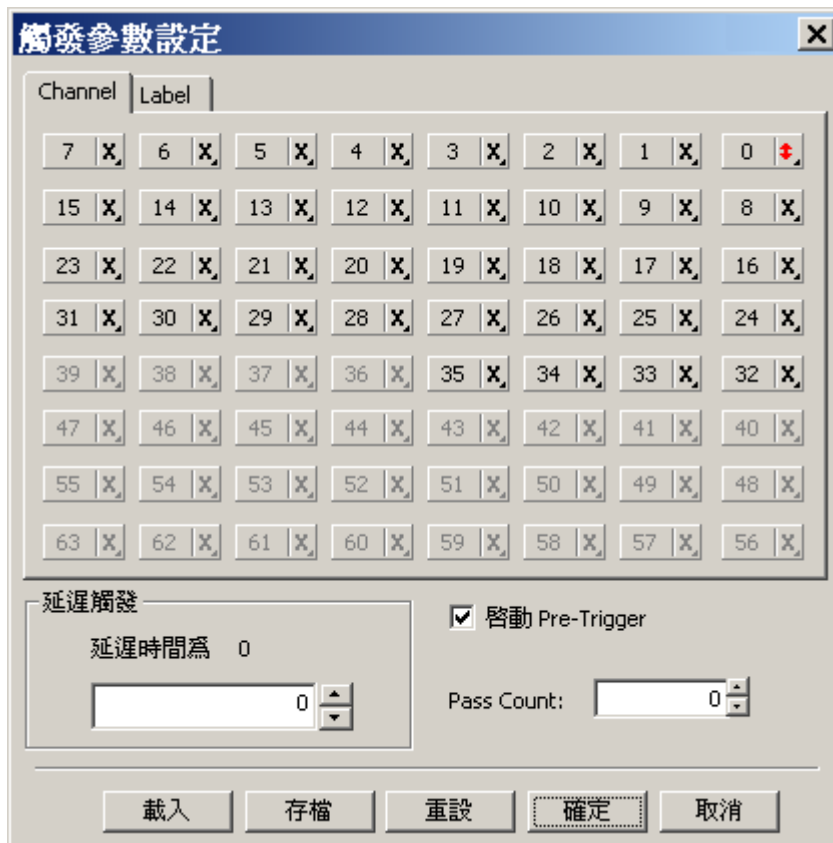 觸發參數設定
Channel Label
7 X 6 X 5 X 4 X 3 X 2 X 1 X 0
15 X 14 X 13 X 12 X 11 X 10 X 9 X 8 X
23 X 22 X 21 X 20 X 19 X 18 X 17 X 16 X
31 X 30 X 29 X 28 X 27 X 26 X 25 X 24 X
39 X 38 X 37 X 36 X 35 X 34 X 33 X 32 X
47 X 46 X 45 X 44 X 43 X 42 X 41 X 40 X
55 X 54 X 53 X 52 X 51 X 50 X 49 X 48 X
63 X 62 X 61 X 60 X 59 X 58 X 57 X 56 X
延遲觸發
延遲時間為 0
0
啓動 Pre-Trigger
Pass Count: 0
載入 存檔 重設 確定 取消